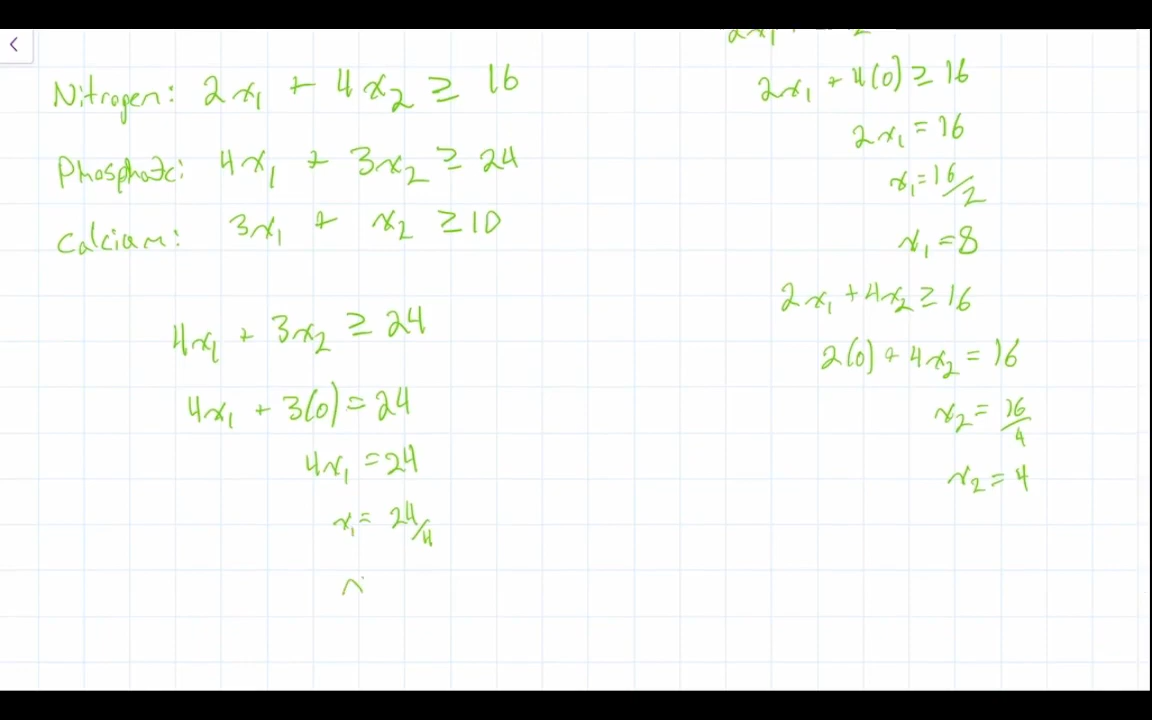 Nitrogen: 2x₁ + 4x₂ ≥ 16
Phosphate: 4x₁ + 3x₂ ≥ 24
Calcium: 3x₁ + x₂ ≥ 10
4x₁ + 3x₂ ≥ 24
4x₁ + 3(0) = 24
4x₁ = 24
x₁ = 24/4
2x₁ + 4(0) ≥ 16
2x₁ = 16
x₁ = 16/2
x₁ = 8
2x₁ + 4x₂ ≥ 16
2(0) + 4x₂ = 16
x₂ = 16/4
x₂ = 4